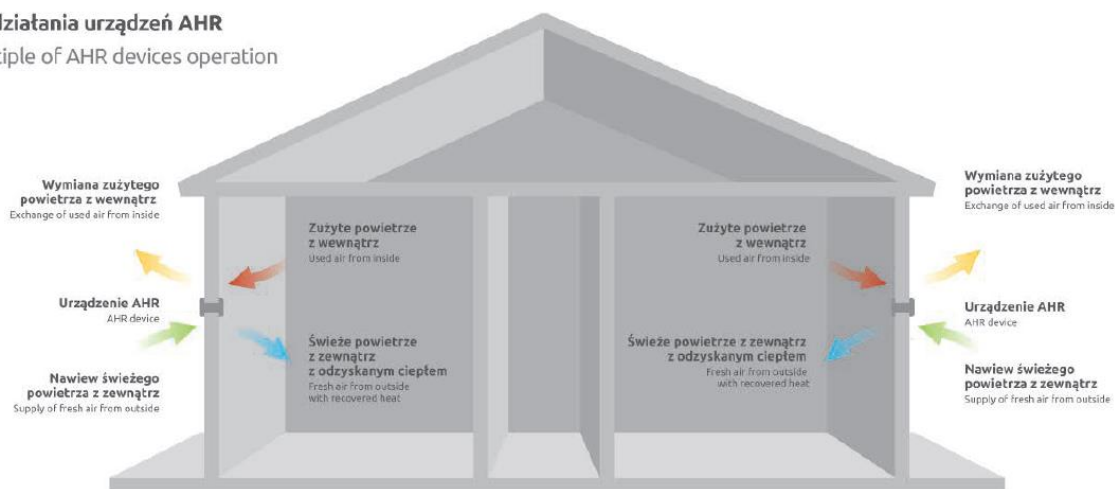 działania urządzeń AHR
ciple of AHR devices operation
Wymiana zużytego
powietrza z wewnątrz
Exchange of used air from inside
Urządzenie AHR
AHR device
Nawiew świeżego
powietrza z zewnątrz
Supply of fresh air from outside
Zużyte powietrze
z wewnątrz
Used air from inside
Świeże powietrze
z zewnątrz
z odzyskanym ciepłem
Fresh air from outside
with recovered heat
Zużyte powietrze
z wewnątrz
Used air from inside
Świeże powietrze z zewnątrz
z odzyskanym ciepłem
Fresh air from outside
with recovered heat
Wymiana zużytego
powietrza z wewnątrz
Exchange of used air from inside
Urządzenie AHR
AHR device
Nawiew świeżego
powietrza z zewnątrz
Supply of fresh air from outside